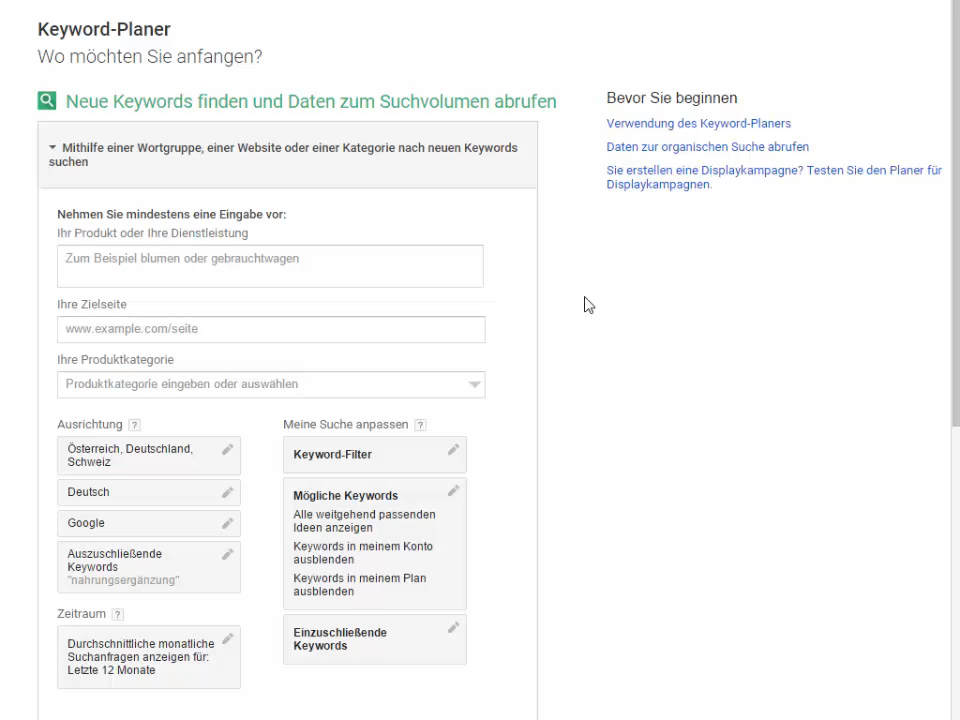 Keyword-Planer
Wo möchten Sie anfangen?
Neue Keywords finden und Daten zum Suchvolumen abrufen
Mithilfe einer Wortgruppe, einer Website oder einer Kategorie nach neuen Keywords
suchen
Nehmen Sie mindestens eine Eingabe vor:
Ihr Produkt oder Ihre Dienstleistung
Zum Beispiel blumen oder gebrauchtwagen
Ihre Zielseite
www.example.com/seite
Ihre Produktkategorie
Produktkategorie eingeben oder auswählen
Ausrichtung ?
Österreich, Deutschland,
Schweiz
Deutsch
Google
Auszuschließende
Keywords
"nahrungsergänzung"
Zeitraum ?
Durchschnittliche monatliche
Suchanfragen anzeigen für:
Letzte 12 Monate
Meine Suche anpassen ?
Keyword-Filter
Mögliche Keywords
Alle weitgehend passenden
Ideen anzeigen
Keywords in meinem Konto
ausblenden
Keywords in meinem Plan
ausblenden
Einzuschließende
Keywords
Bevor Sie beginnen
Verwendung des Keyword-Planers
Daten zur organischen Suche abrufen
Sie erstellen eine Displaykampagne? Testen Sie den Planer für
Displaykampagnen.